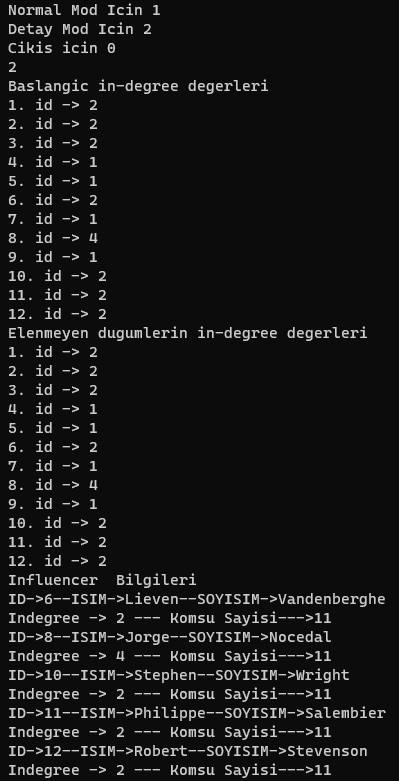 Normal Mod Icin 1
Detay Mod Icin 2
Cikis icin 0
2
Baslangic in-degree degerleri
1. id -> 2
2. id -> 2
3. id -> 2
4. id -> 1
5. id -> 1
6. id -> 2
7. id -> 1
8. id -> 4
9. id -> 1
10. id -> 2
11. id -> 2
12. id -> 2
Elenmeyen dugumlerin in-degree degerleri
1. id -> 2
2. id -> 2
3. id -> 2
4. id -> 1
5. id -> 1
6. id -> 2
7. id -> 1
8. id -> 4
9. id -> 1
10. id -> 2
11. id -> 2
12. id -> 2
Influencer  Bilgileri
ID->6--ISIM->Lieven--SOYISIM->Vandenberghe
Indegree -> 2 --- Komsu Sayisi--->11
ID->8--ISIM->Jorge--SOYISIM->Nocedal
Indegree -> 4 --- Komsu Sayisi--->11
ID->10--ISIM->Stephen--SOYISIM->Wright
Indegree -> 2 --- Komsu Sayisi--->11
ID->11--ISIM->Philippe--SOYISIM->Salembier
Indegree -> 2 --- Komsu Sayisi--->11
ID->12--ISIM->Robert--SOYISIM->Stevenson
Indegree -> 2 --- Komsu Sayisi--->11